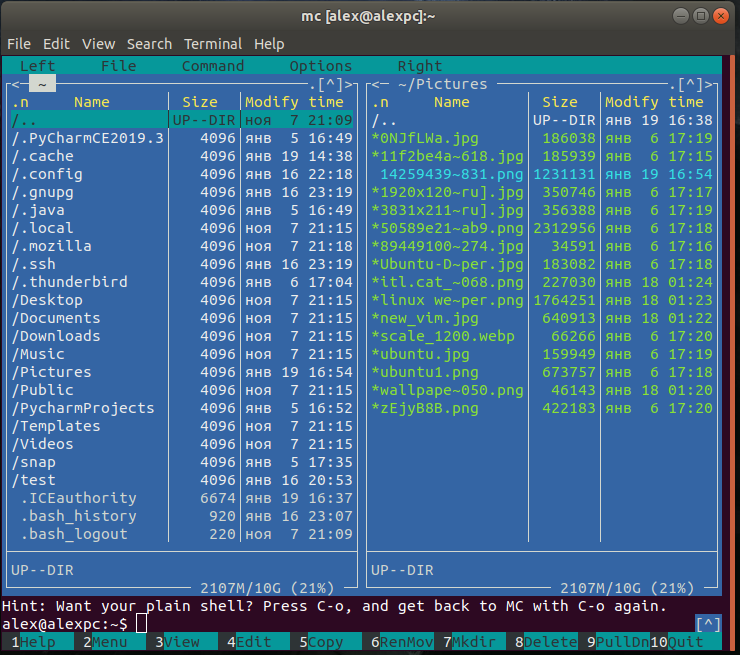 mc [alex@alexpc]:~
File Edit View Search Terminal Help
Left File Command Options Right
<─ ~ .[^]> <─ ~/Pictures .[^]>
.n Name Size Modify time .n Name Size Modify time
/.. UP--DIR ноя 7 21:09 /.. UP--DIR янв 19 16:38
/.PyCharmCE2019.3 4096 янв 5 16:49 *0NJfLWa.jpg 186038 янв 6 17:19
/.cache 4096 янв 19 14:38 *11f2be4a~618.jpg 185939 янв 6 17:15
/.config 4096 янв 16 22:18 14259439~831.png 1231131 янв 19 16:54
/.gnupg 4096 янв 16 23:19 *1920x120~ru].jpg 350746 янв 6 17:17
/.java 4096 янв 5 16:49 *3831x211~ru].jpg 356388 янв 6 17:19
/.local 4096 ноя 7 21:15 *50589e21~ab9.png 2312956 янв 6 17:18
/.mozilla 4096 ноя 7 21:18 *89449100~274.jpg 34591 янв 6 17:16
/.ssh 4096 янв 16 23:19 *Ubuntu-D~per.jpg 183082 янв 6 17:18
/.thunderbird 4096 янв 6 17:04 *itl.cat_~068.png 227030 янв 18 01:24
/Desktop 4096 ноя 7 21:15 *linux we~per.png 1764251 янв 18 01:23
/Documents 4096 ноя 7 21:15 *new_vim.jpg 640913 янв 18 01:22
/Downloads 4096 ноя 7 21:15 *scale_1200.webp 66266 янв 6 17:20
/Music 4096 ноя 7 21:15 *ubuntu.jpg 159949 янв 6 17:19
/Pictures 4096 янв 19 16:54 *ubuntu1.png 673757 янв 6 17:18
/Public 4096 ноя 7 21:15 *wallpape~050.png 46143 янв 18 01:20
/PycharmProjects 4096 янв 5 16:52 *zEjyB8B.png 422183 янв 6 17:20
/Templates 4096 ноя 7 21:15
/Videos 4096 ноя 7 21:15
/snap 4096 янв 5 17:35
/test 4096 янв 16 20:53
.ICEauthority 6674 янв 19 16:37
.bash_history 920 янв 16 23:07
.bash_logout 220 ноя 7 21:09
UP--DIR UP--DIR
2107M/10G (21%) 2107M/10G (21%)
Hint: Want your plain shell? Press C-o, and get back to MC with C-o again.
alex@alexpc:~$ [^]
1Help 2Menu 3View 4Edit 5Copy 6RenMov 7Mkdir 8Delete 9PullDn 10Quit